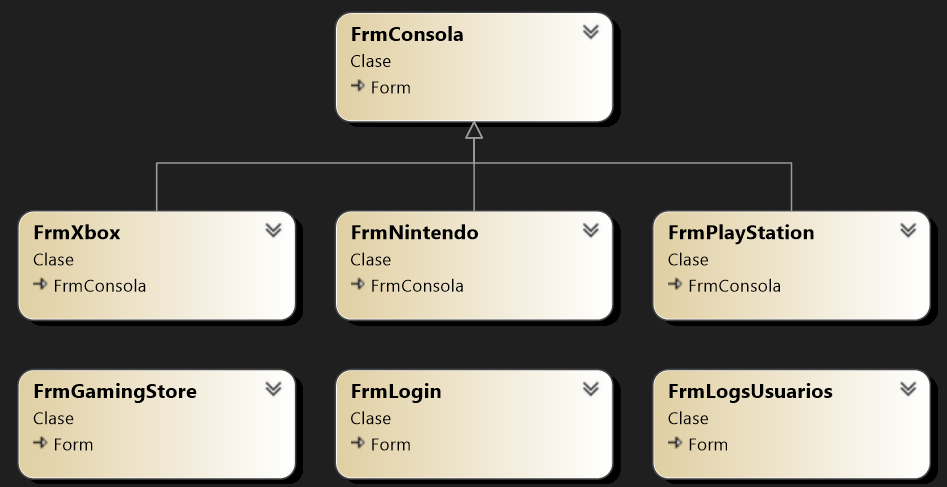 FrmConsola
Clase
Form
FrmXbox
Clase
FrmConsola
FrmNintendo
Clase
FrmConsola
FrmPlayStation
Clase
FrmConsola
FrmGamingStore
Clase
Form
FrmLogin
Clase
Form
FrmLogsUsuarios
Clase
Form